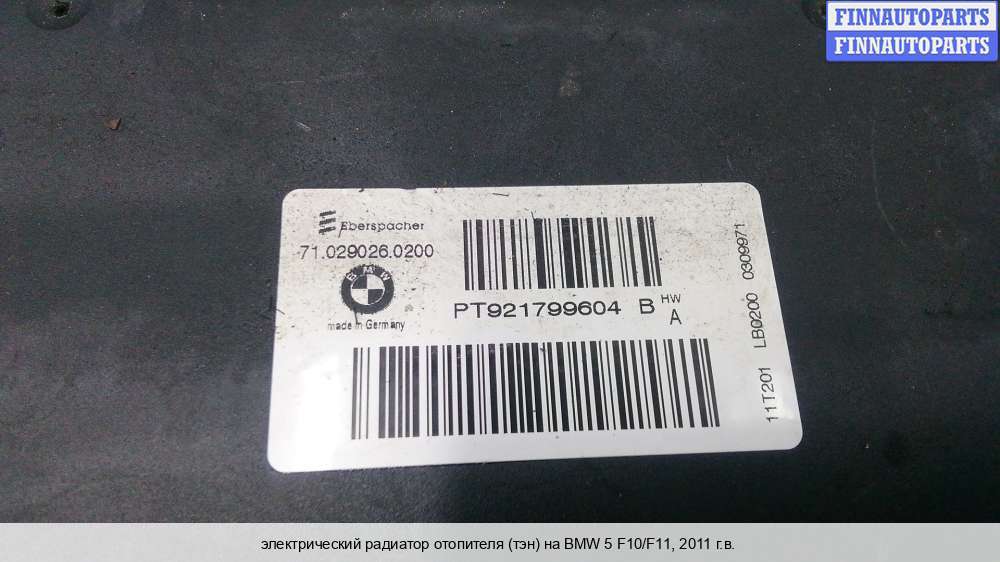 FINNAUTOPARTS
FINNAUTOPARTS
Eberspacher
71.029026.0200
BMW
made in Germany
PT921799604 B HW A
11T201 LB0200 0309971
электрический радиатор отопителя (тэн) на BMW 5 F10/F11, 2011 г.в.